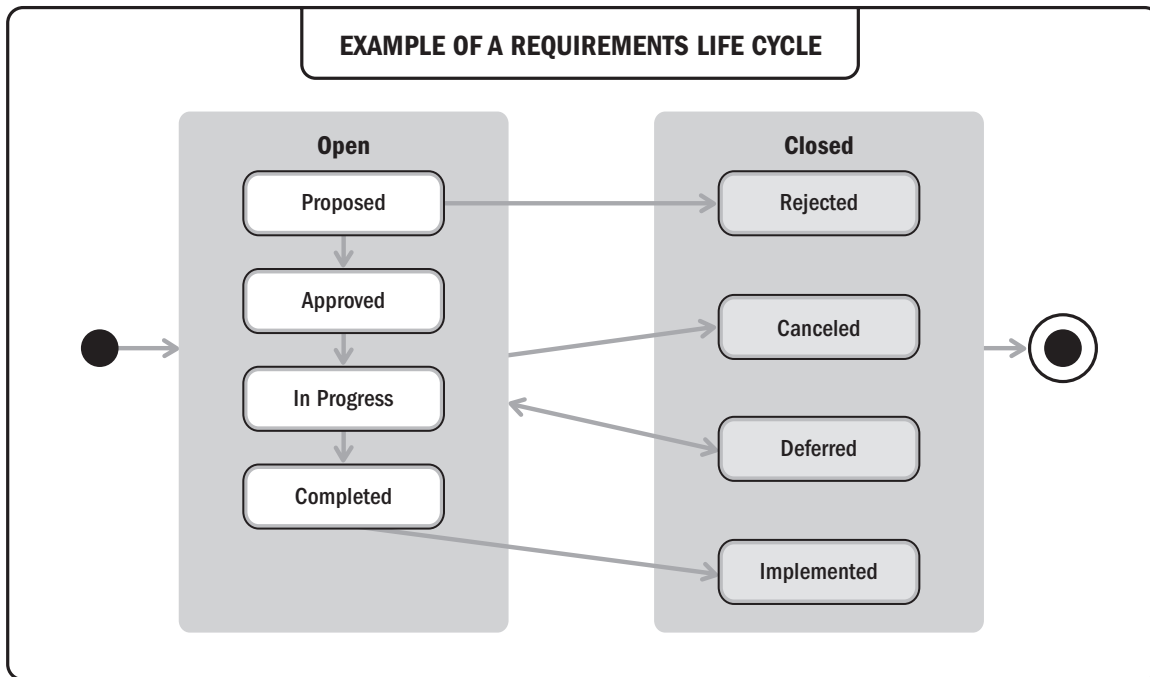 EXAMPLE OF A REQUIREMENTS LIFE CYCLE
Open
Proposed
Approved
In Progress
Completed
Closed
Rejected
Canceled
Deferred
Implemented